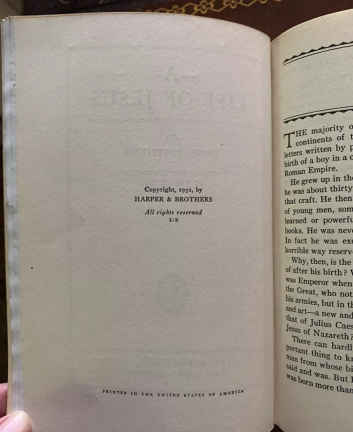 Copyright, 1932, by
HARPER & BROTHERS
All rights reserved
PRINTED IN THE UNITED STATES OF AMERICA
THE majority o
continents of t
letters written by p
birth of a boy in a c
Roman Empire.
He grew up in th
he was about thirty
that craft. He then
of young men, som
learned or powerfu
books. He was neve
In fact he was exe
horrible way reserv
Why, then, is the
of after his birth?
was Emperor when
the Great, who not
his armies, but in th
and art—a new and
that of Julius Caes
Jesus of Nazareth?
There can hardl
portant thing to k
man from whose bi
said and was. But
was born more than